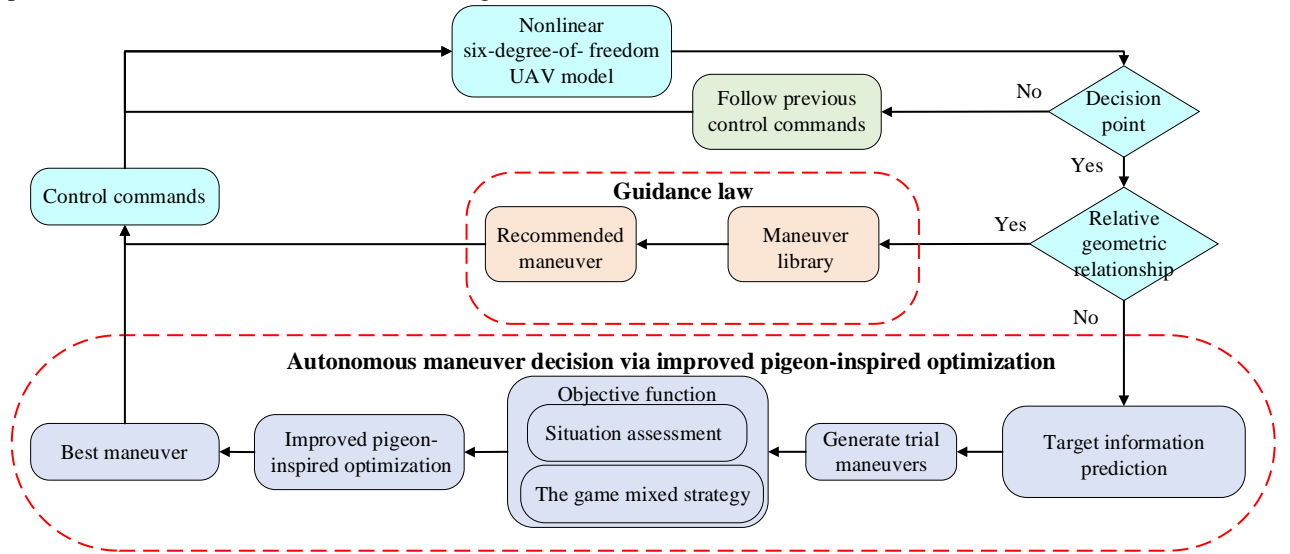 Nonlinear
six-degree-of- freedom
UAV model
No
Decision
point
Follow previous
control commands
Yes
Control commands
Guidance law
Recommended
maneuver
Maneuver
library
Yes
Relative
geometric
relationship
No
Autonomous maneuver decision via improved pigeon-inspired optimization
Best maneuver
Improved pigeon-
inspired optimization
Objective function
Situation assessment
The game mixed strategy
Generate trial
maneuvers
Target information
prediction